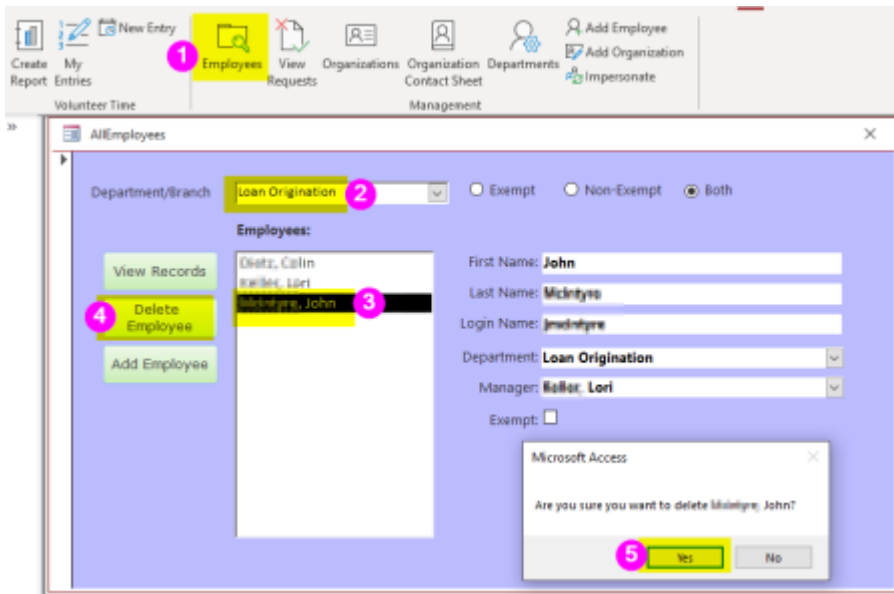 Create Report
My Entries
New Entry
Volunteer Time
1
Employees
View Requests
Organizations
Organization Contact Sheet
Departments
Add Employee
Add Organization
Impersonate
Management
»
AllEmployees
Department/Branch
Loan Origination
2
Exempt
Non-Exempt
Both
Employees:
View Records
4
Delete
Employee
Add Employee
Colin
Lori
John
3
First Name: John
Last Name:
Login Name:
Department: Loan Origination
Manager: Lori
Exempt:
Microsoft Access
Are you sure you want to delete John?
5
Yes
No